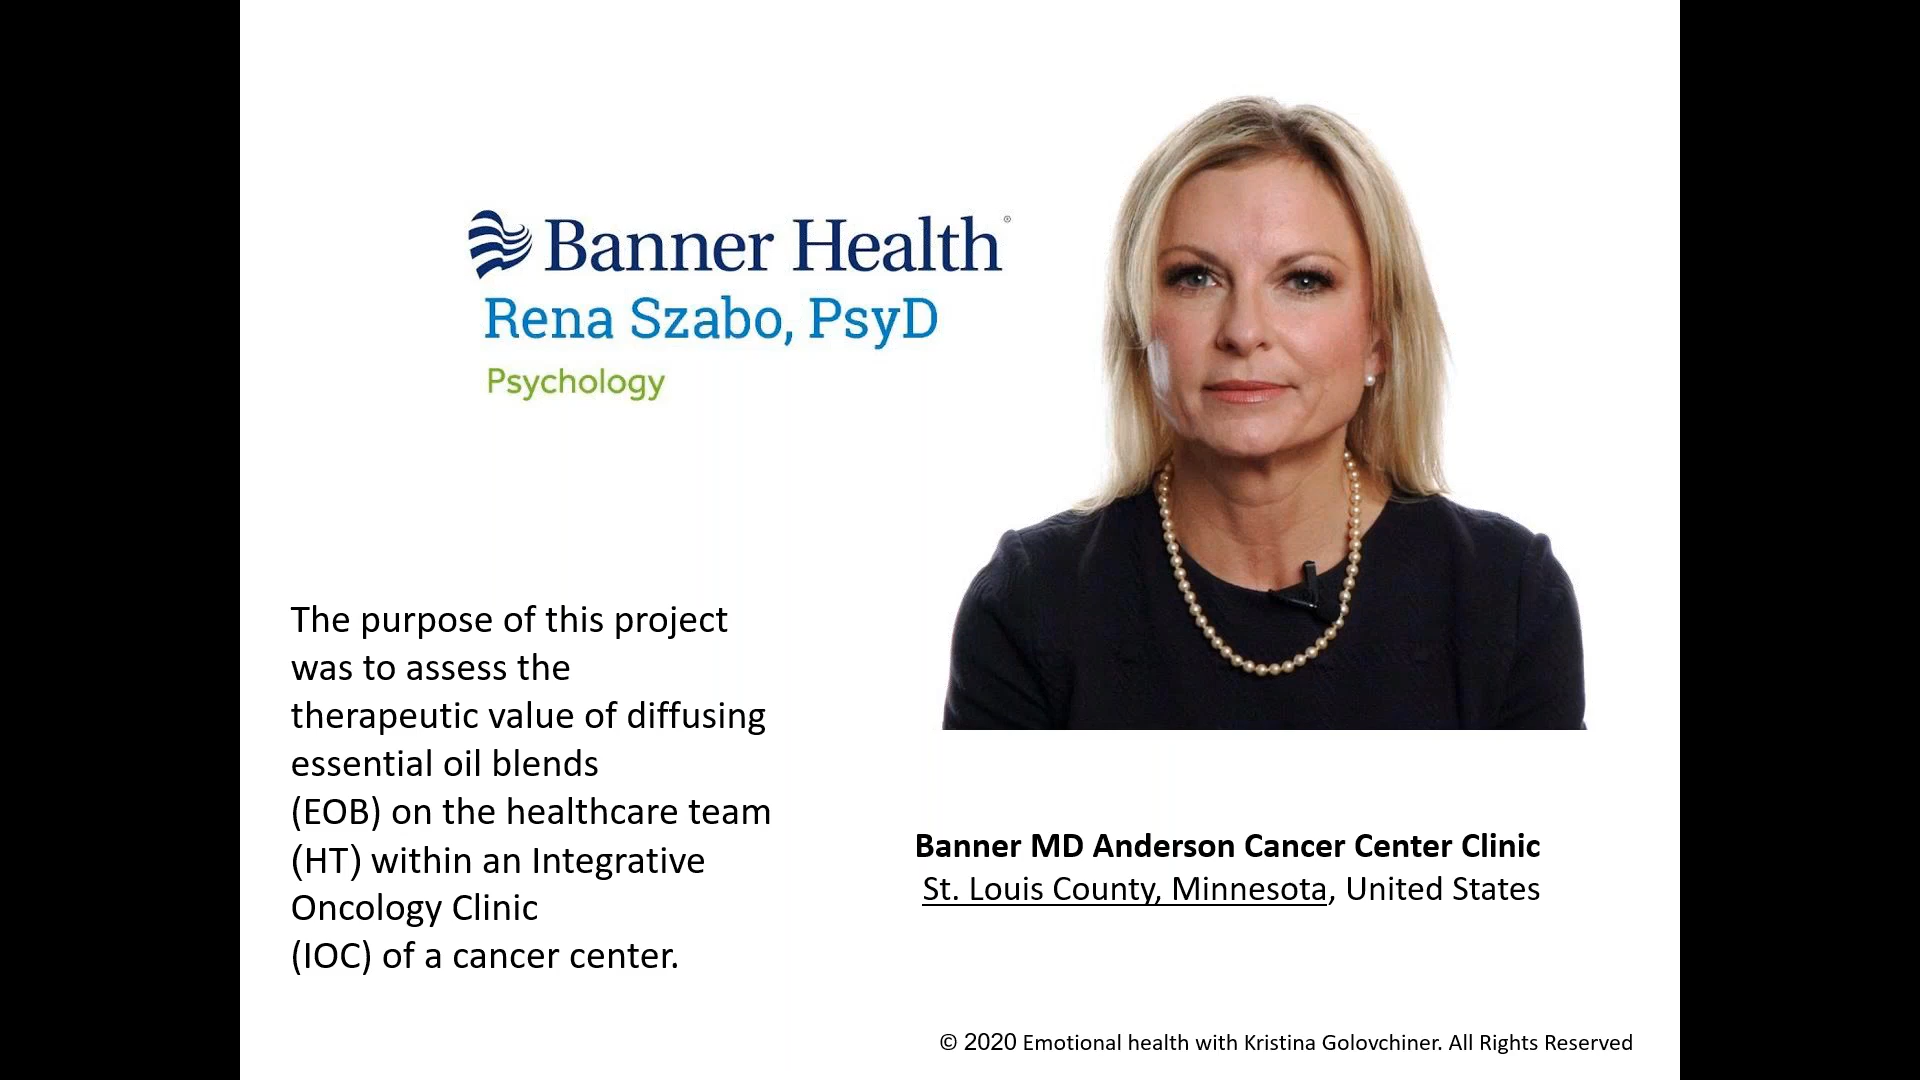 Banner Health®
Rena Szabo, PsyD
Psychology
The purpose of this project
was to assess the
therapeutic value of diffusing
essential oil blends
(EOB) on the healthcare team
(HT) within an Integrative
Oncology Clinic
(IOC) of a cancer center.
Banner MD Anderson Cancer Center Clinic
St. Louis County, Minnesota, United States
© 2020 Emotional health with Kristina Golovchiner. All Rights Reserved